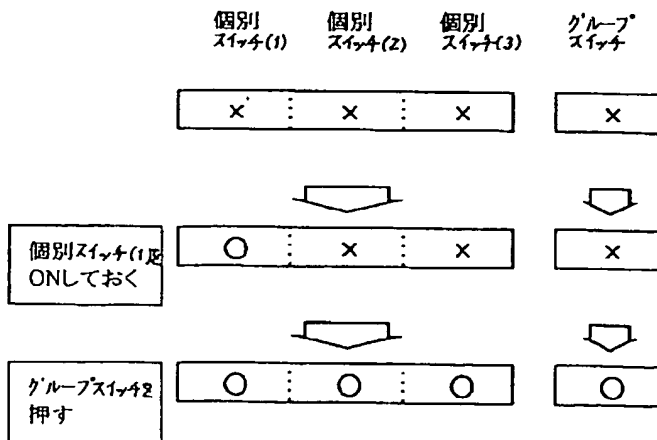 個別 個別 個別 グループ
スイッチ(1) スイッチ(2) スイッチ(3) スイッチ
× × × ×
個別スイッチ(1)を ○ × × ×
ONしておく
グループスイッチを ○ ○ ○ ○
押す